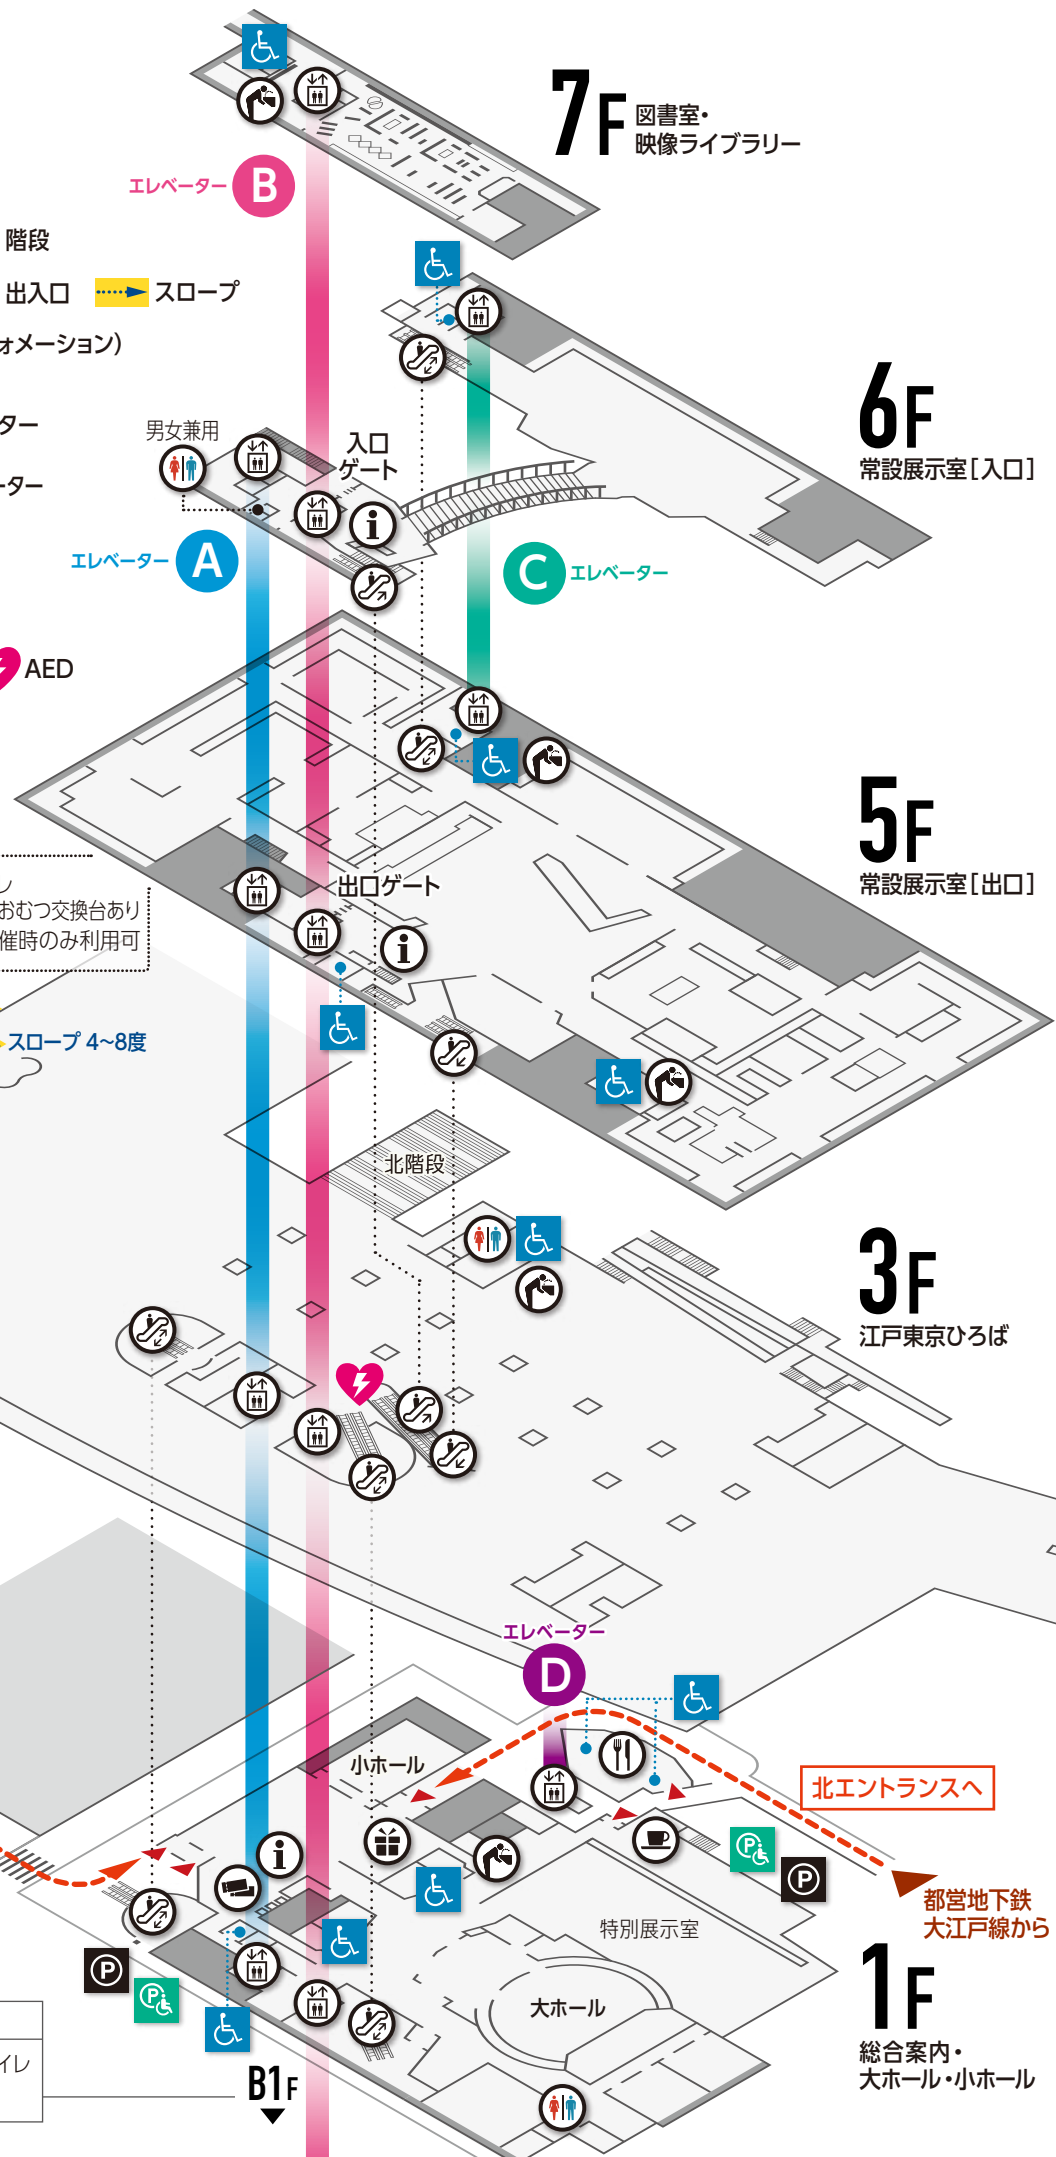 7F 図書室・
映像ライブラリー
エレベーター B
階段
出入口 スロープ
ォメーション）
ター
ーター
男女兼用
入口
ゲート
6F
常設展示室［入口］
エレベーター A
C エレベーター
AED
5F
常設展示室［出口］
出口ゲート
おむつ交換台あり
催時のみ利用可
スロープ 4~8度
北階段
3F
江戸東京ひろば
エレベーター
D
小ホール
北エントランスへ
P
P
都営地下鉄
大江戸線から
特別展示室
大ホール
P
P
1F
総合案内・
大ホール・小ホール
イレ
B1F